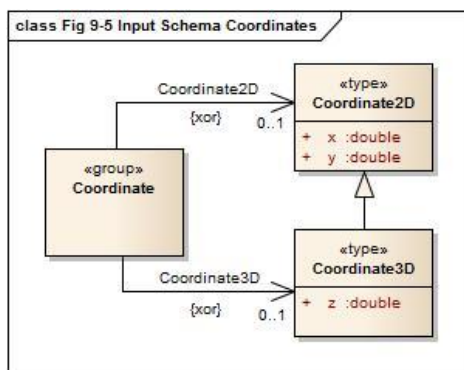 class Fig 9-5 Input Schema Coordinates
Coordinate2D
{xor}
0..1
«type»
Coordinate2D
+ x :double
+ y :double
«group»
Coordinate
Coordinate3D
{xor}
0..1
«type»
Coordinate3D
+ z :double